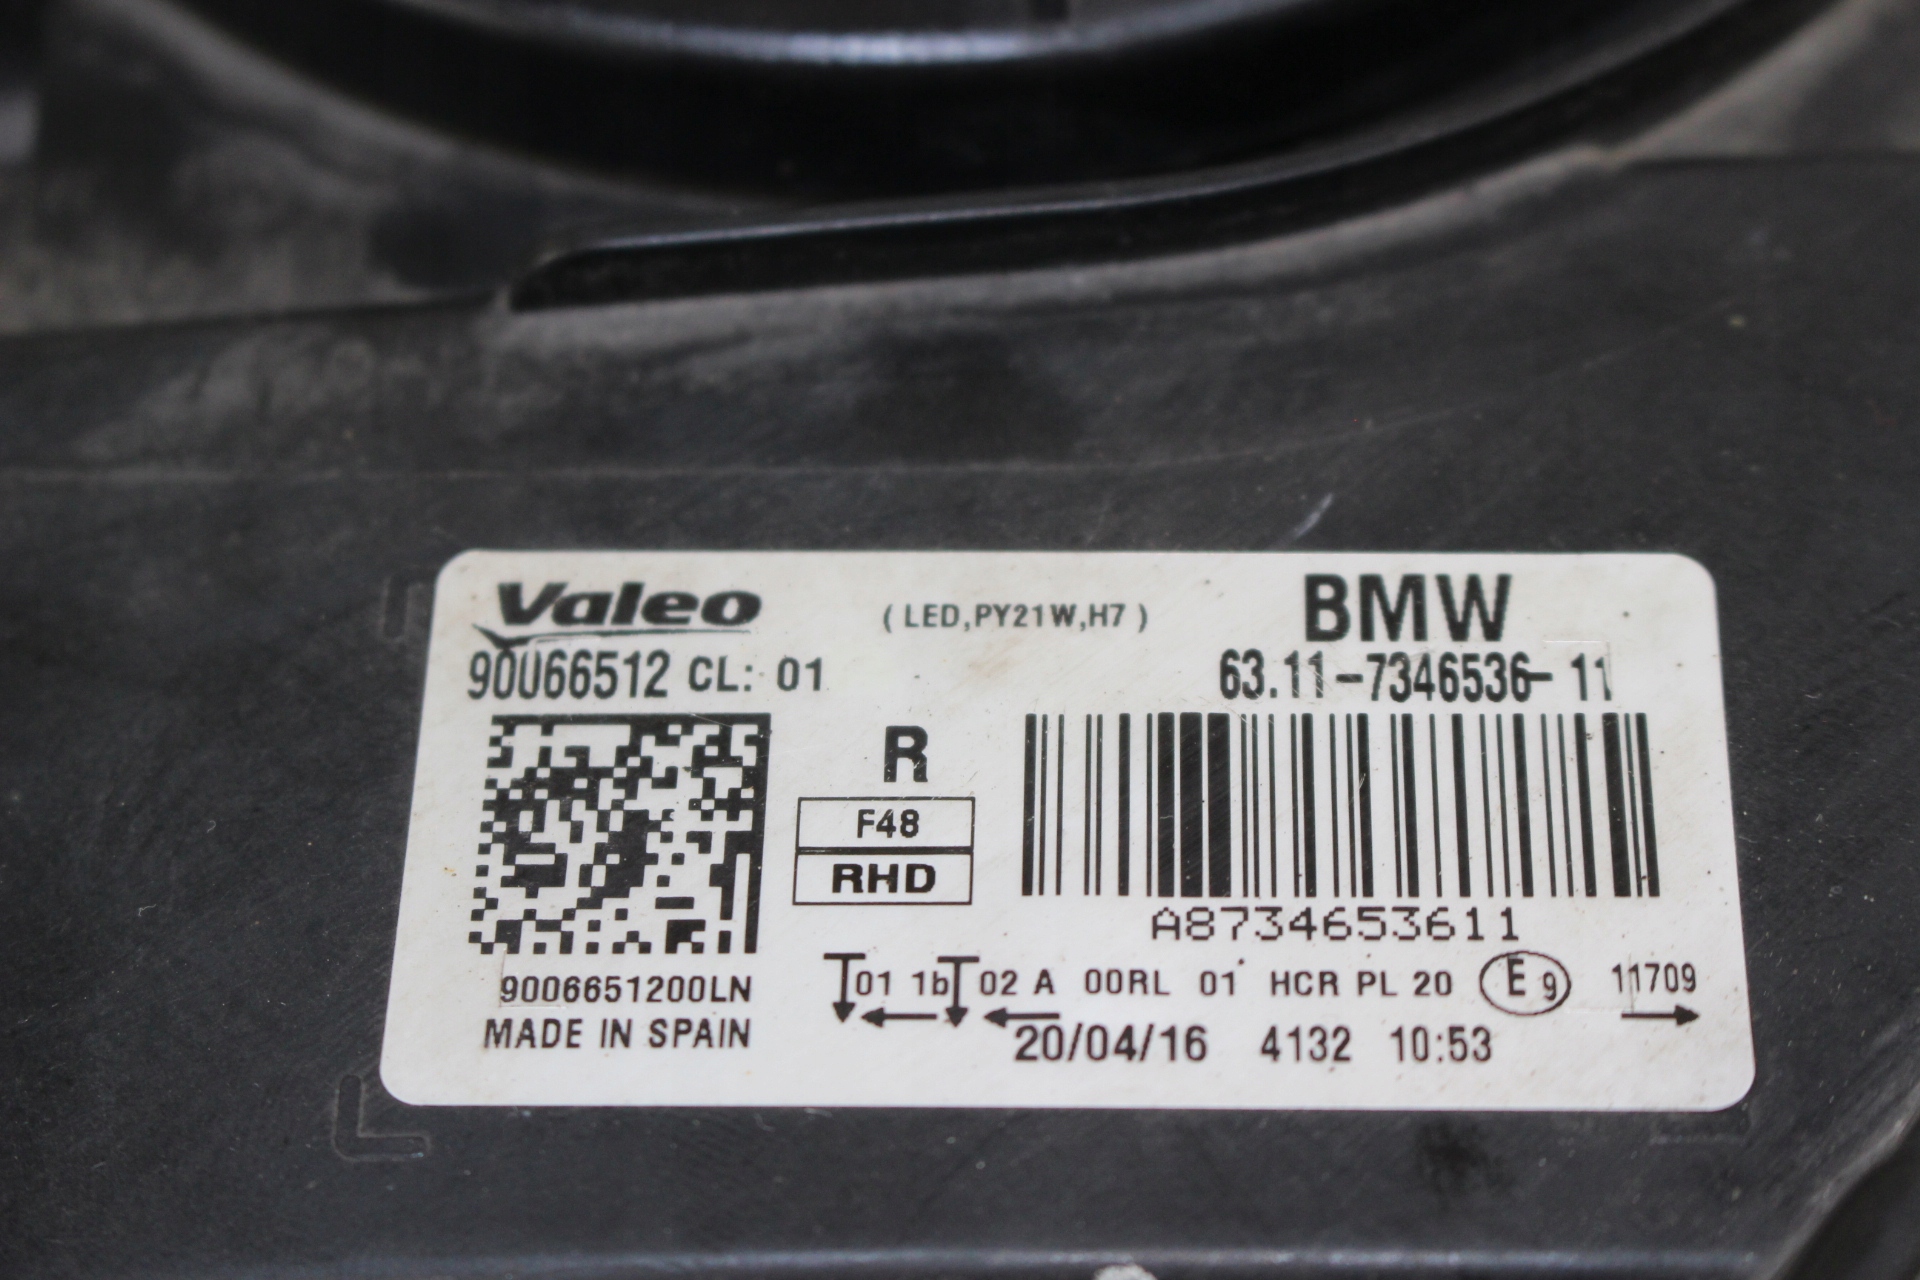 Valeo
(LED,PY21W,H7)
BMW
90066512 CL: 01
63.11-7346536-11
R
F48
RHD
A8734653611
9006651200LN
01 1b 02 A 00RL 01 HCR PL 20 E9 11709
MADE IN SPAIN
20/04/16 4132 10:53